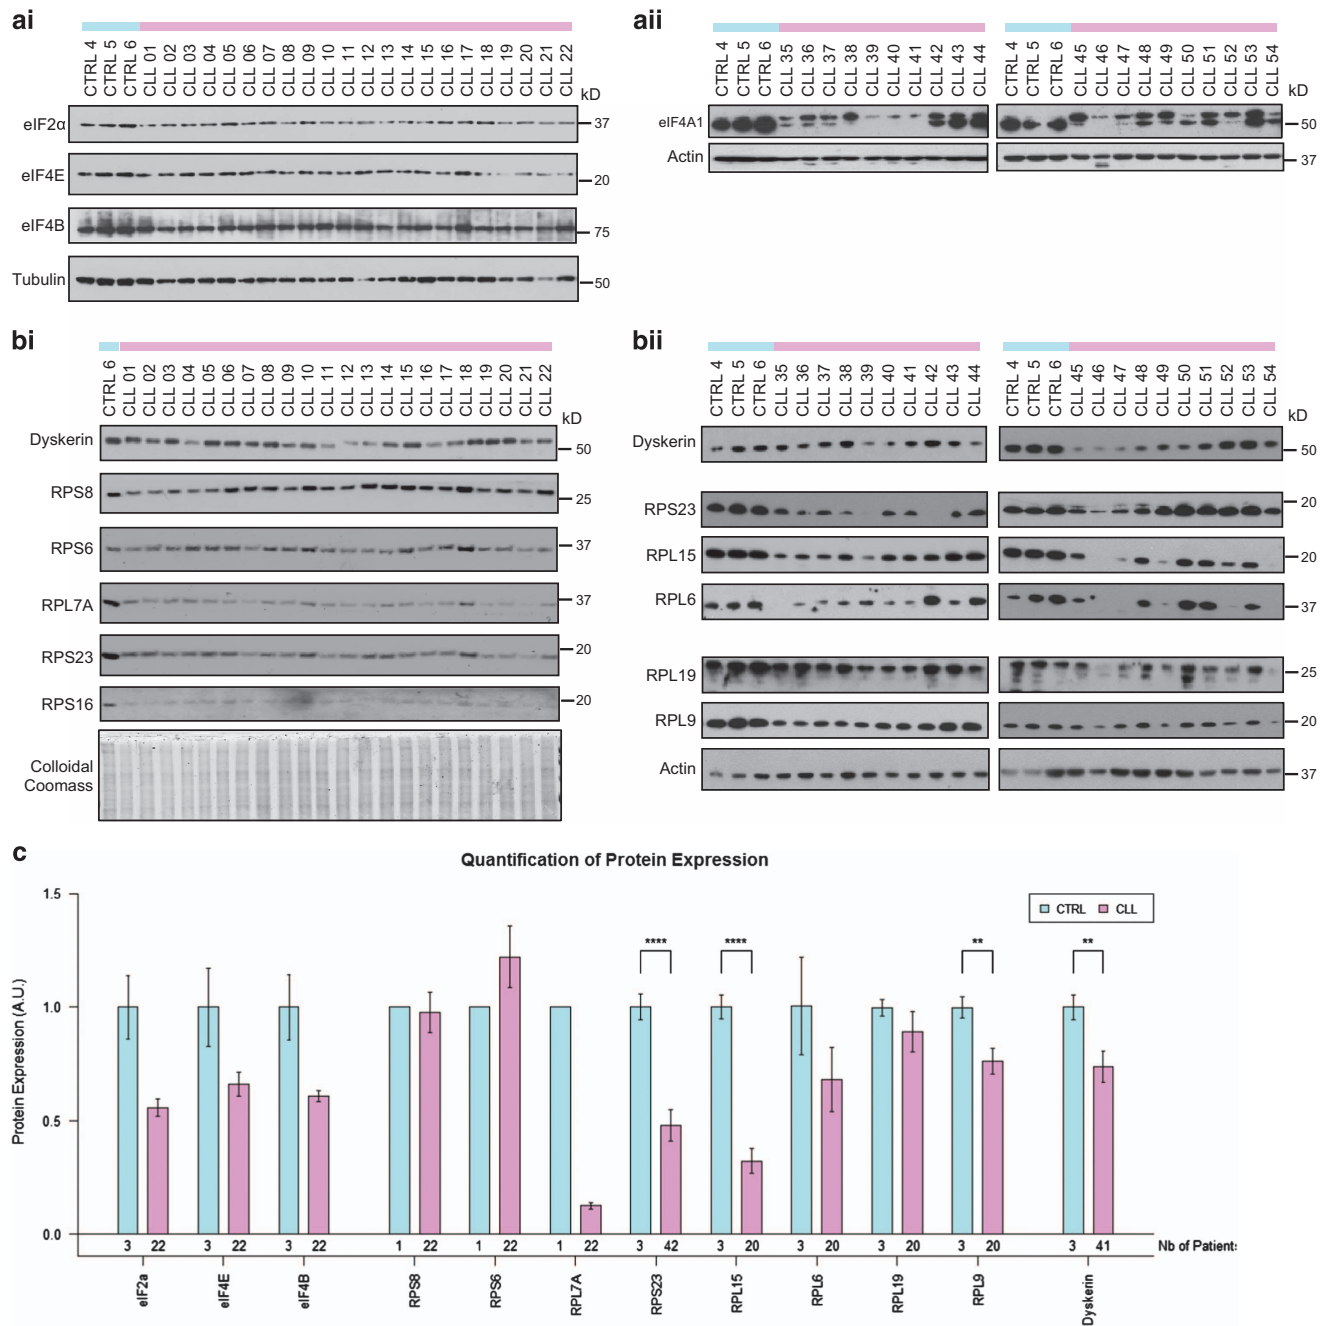 ai
CTRL 4
CTRL 5
CTRL 6
CLL 01
CLL 02
CLL 03
CLL 04
CLL 05
CLL 06
CLL 07
CLL 08
CLL 09
CLL 10
CLL 11
CLL 12
CLL 13
CLL 14
CLL 15
CLL 16
CLL 17
CLL 18
CLL 19
CLL 20
CLL 21
CLL 22
kD
eIF2α
37
eIF4E
20
eIF4B
75
Tubulin
50
aii
CTRL 4
CTRL 5
CTRL 6
CLL 35
CLL 36
CLL 37
CLL 38
CLL 39
CLL 40
CLL 41
CLL 42
CLL 43
CLL 44
CTRL 4
CTRL 5
CTRL 6
CLL 45
CLL 46
CLL 47
CLL 48
CLL 49
CLL 50
CLL 51
CLL 52
CLL 53
CLL 54
kD
eIF4A1
50
Actin
37
bi
CTRL 6
CLL 01
CLL 02
CLL 03
CLL 04
CLL 05
CLL 06
CLL 07
CLL 08
CLL 09
CLL 10
CLL 11
CLL 12
CLL 13
CLL 14
CLL 15
CLL 16
CLL 17
CLL 18
CLL 19
CLL 20
CLL 21
CLL 22
kD
Dyskerin
50
RPS8
25
RPS6
37
RPL7A
37
RPS23
20
RPS16
20
Colloidal
Coomass
bii
CTRL 4
CTRL 5
CTRL 6
CLL 35
CLL 36
CLL 37
CLL 38
CLL 39
CLL 40
CLL 41
CLL 42
CLL 43
CLL 44
CTRL 4
CTRL 5
CTRL 6
CLL 45
CLL 46
CLL 47
CLL 48
CLL 49
CLL 50
CLL 51
CLL 52
CLL 53
CLL 54
kD
Dyskerin
50
RPS23
20
RPL15
20
RPL6
37
RPL19
25
RPL9
20
Actin
37
c
Quantification of Protein Expression
Protein Expression (A.U.)
1.5
1.0
0.5
0.0
CTRL CLL
****
****
**
**
3 22 3 22 3 22 1 22 1 22 1 22 3 42 3 20 3 20 3 20 3 20 3 41 Nb of Patients
eIF2a
eIF4E
eIF4B
RPS8
RPS6
RPL7A
RPS23
RPL15
RPL6
RPL19
RPL9
Dyskerin